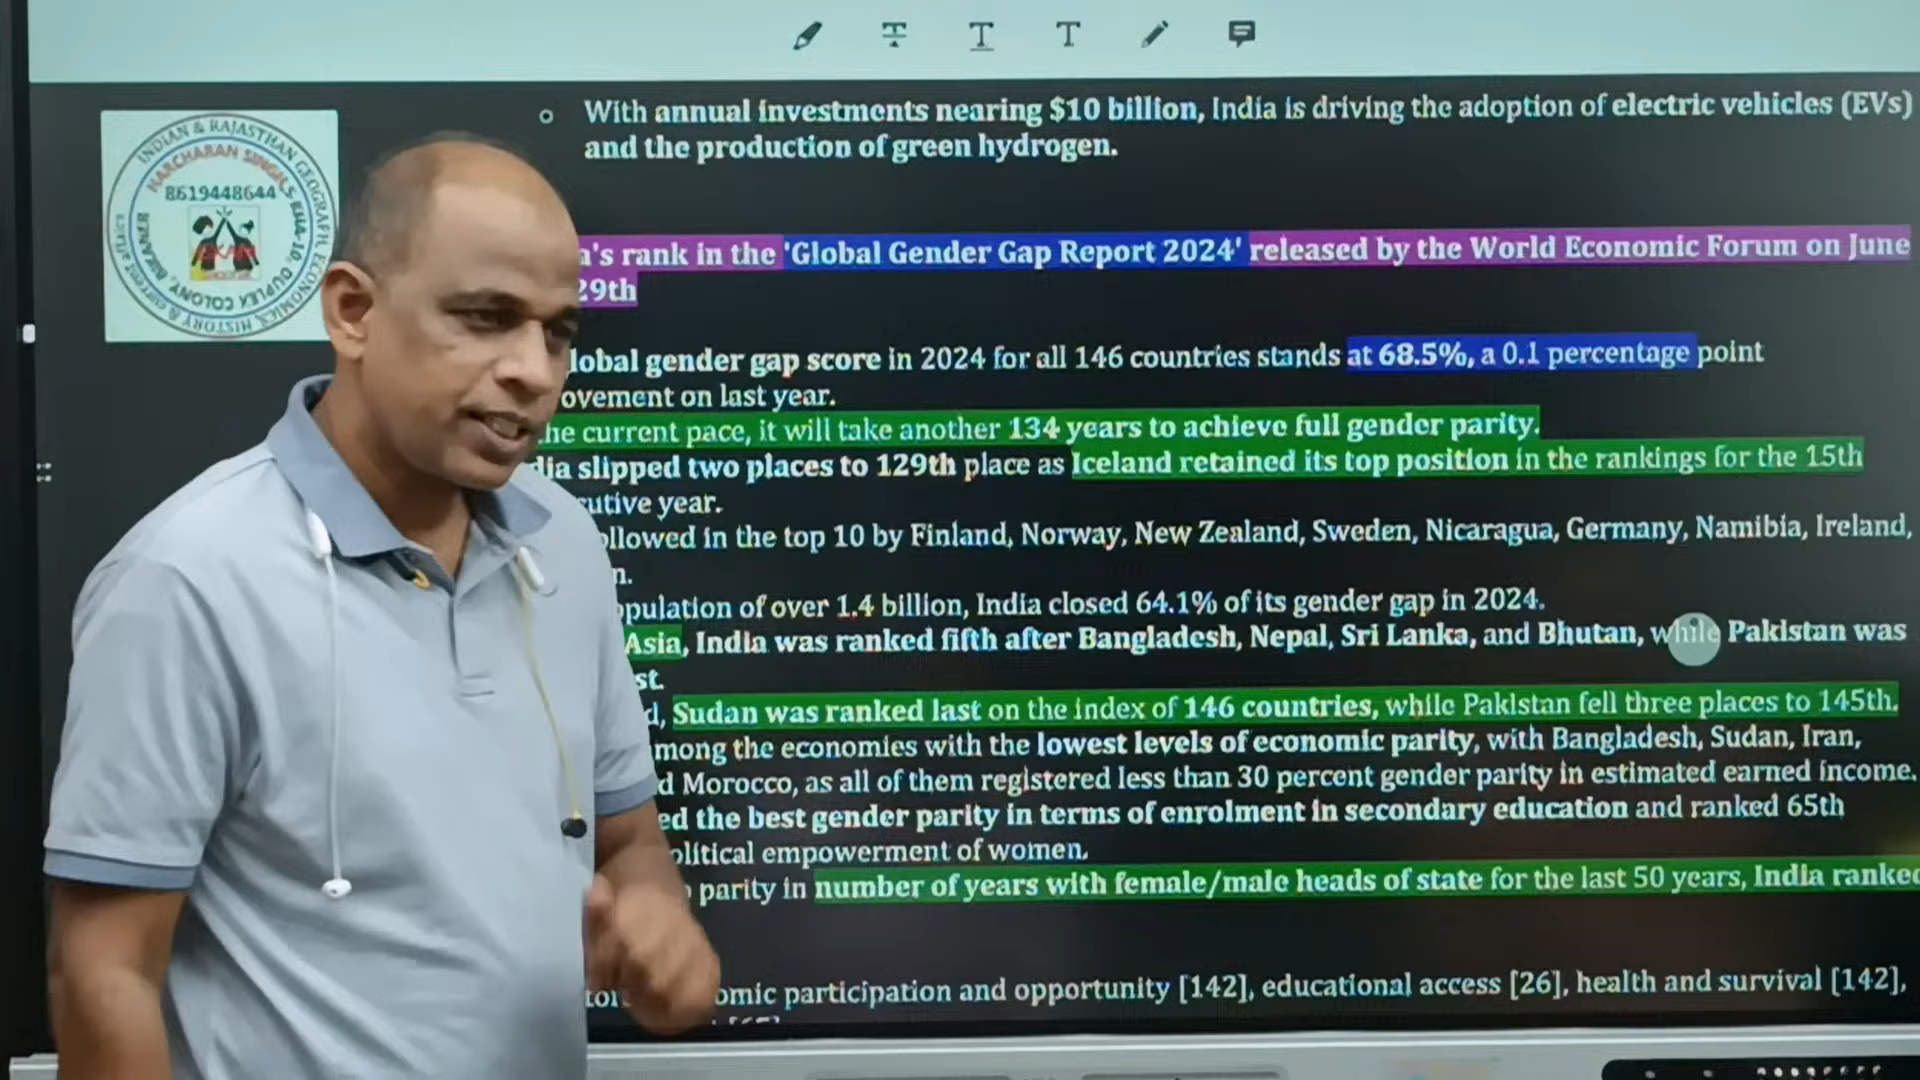 With annual investments nearing $10 billion, India is driving the adoption of electric vehicles (EVs)
and the production of green hydrogen.
INDIAN & RAJASTHAN GEOGRAPH, ECONOMICS, HISTORY &
HARCHARAN SINGH
8619448644
DUPLEX COLONY, BIKANER
's rank in the 'Global Gender Gap Report 2024' released by the World Economic Forum on June
29th
lobal gender gap score in 2024 for all 146 countries stands at 68.5%, a 0.1 percentage point
ovement on last year.
he current pace, it will take another 134 years to achieve full gender parity.
dia slipped two places to 129th place as Iceland retained its top position in the rankings for the 15th
utive year.
ollowed in the top 10 by Finland, Norway, New Zealand, Sweden, Nicaragua, Germany, Namibia, Ireland,
n.
opulation of over 1.4 billion, India closed 64.1% of its gender gap in 2024.
Asia, India was ranked fifth after Bangladesh, Nepal, Sri Lanka, and Bhutan, while Pakistan was
st.
d, Sudan was ranked last on the index of 146 countries, while Pakistan fell three places to 145th.
mong the economies with the lowest levels of economic parity, with Bangladesh, Sudan, Iran,
d Morocco, as all of them registered less than 30 percent gender parity in estimated earned income.
ed the best gender parity in terms of enrolment in secondary education and ranked 65th
olitical empowerment of women.
parity in number of years with female/male heads of state for the last 50 years, India ranked
omic participation and opportunity [142], educational access [26], health and survival [142],